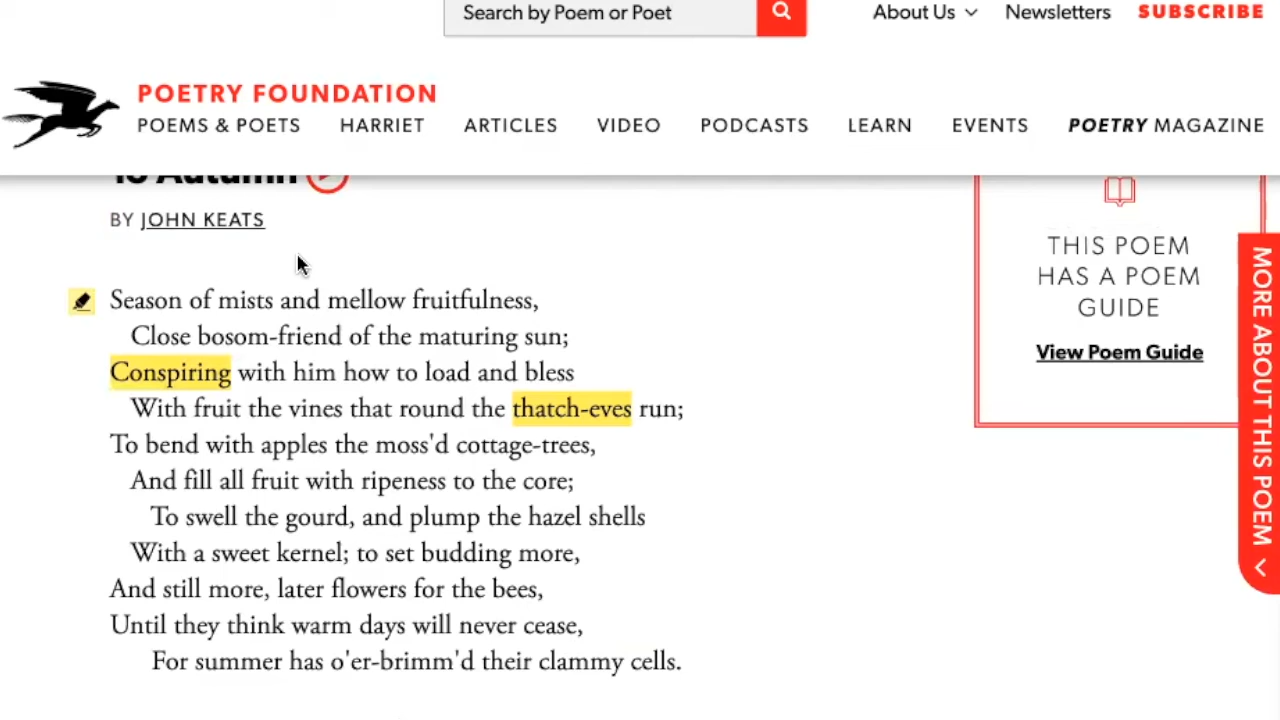 Search by Poem or Poet
About Us
Newsletters
SUBSCRIBE
POETRY FOUNDATION
POEMS & POETS
HARRIET
ARTICLES
VIDEO
PODCASTS
LEARN
EVENTS
POETRY MAGAZINE
To Autumn
BY JOHN KEATS
Season of mists and mellow fruitfulness,
Close bosom-friend of the maturing sun;
Conspiring with him how to load and bless
With fruit the vines that round the thatch-eves run;
To bend with apples the moss'd cottage-trees,
And fill all fruit with ripeness to the core;
To swell the gourd, and plump the hazel shells
With a sweet kernel; to set budding more,
And still more, later flowers for the bees,
Until they think warm days will never cease,
For summer has o'er-brimm'd their clammy cells.
THIS POEM
HAS A POEM
GUIDE
View Poem Guide
MORE ABOUT THIS POEM